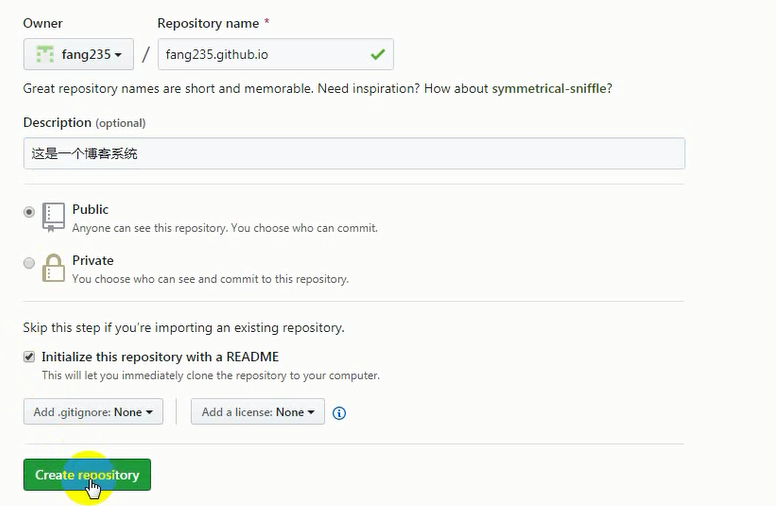 Owner Repository name *
fang235 / fang235.github.io
Great repository names are short and memorable. Need inspiration? How about symmetrical-sniffle?
Description (optional)
这是一个博客系统
Public
Anyone can see this repository. You choose who can commit.
Private
You choose who can see and commit to this repository.
Skip this step if you're importing an existing repository.
Initialize this repository with a README
This will let you immediately clone the repository to your computer.
Add .gitignore: None Add a license: None
Create repository